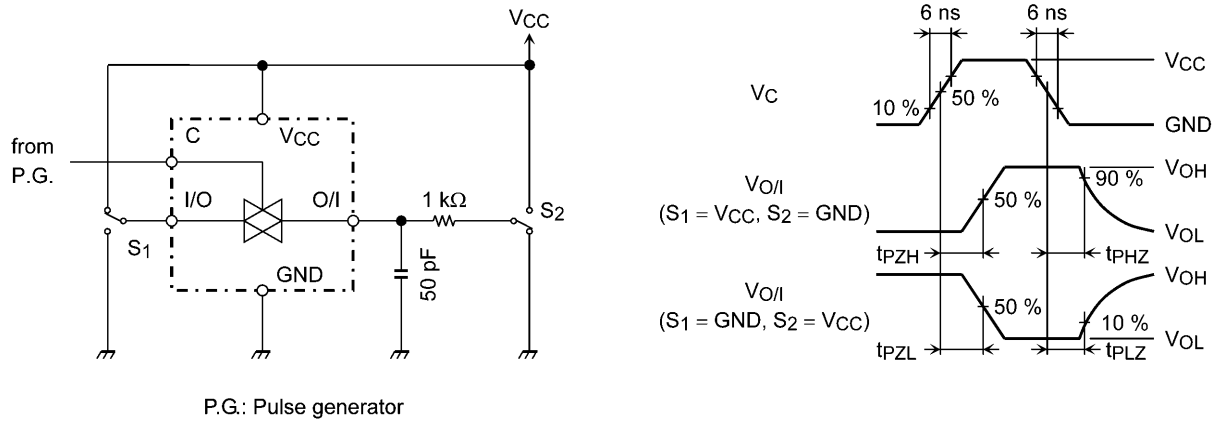 VCC
C
VCC
from
P.G.
I/O
O/I
1 kΩ
S1
S2
GND
50 pF
P.G.: Pulse generator
6 ns
6 ns
VC
10 %
50 %
VCC
GND
VO/I
(S1 = VCC, S2 = GND)
50 %
90 %
VOH
VOL
tPZH
tPHZ
VO/I
(S1 = GND, S2 = VCC)
50 %
10 %
VOH
VOL
tPZL
tPLZ